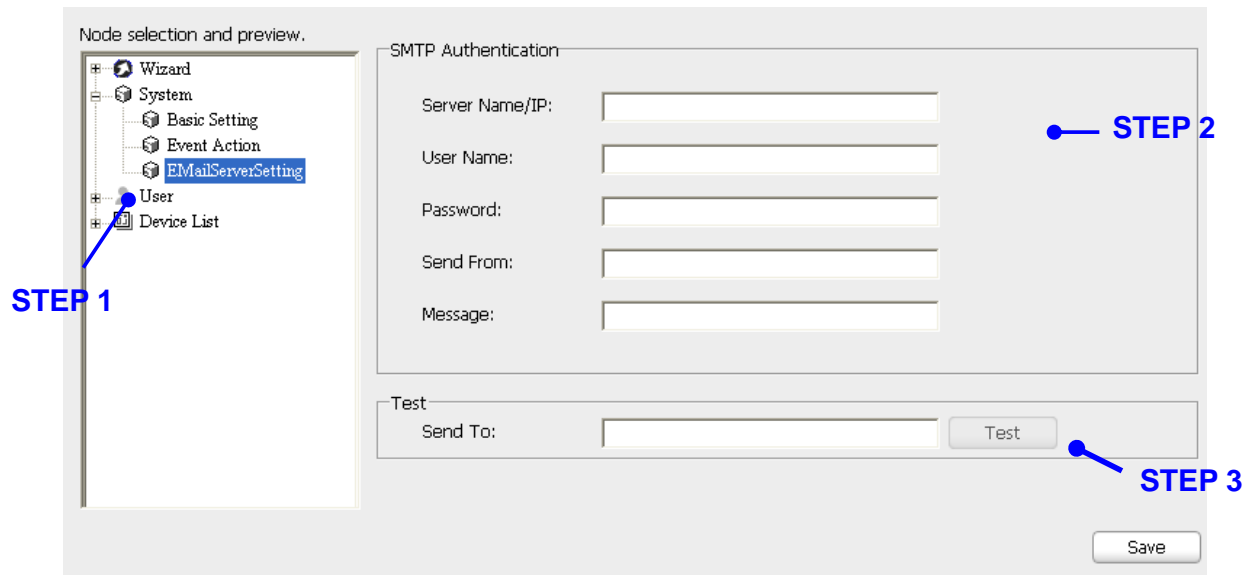 Node selection and preview.
Wizard
System
Basic Setting
Event Action
EMailServerSetting
User
Device List
STEP 1
SMTP Authentication
Server Name/IP:
User Name:
Password:
Send From:
Message:
STEP 2
Test
Send To:
Test
STEP 3
Save